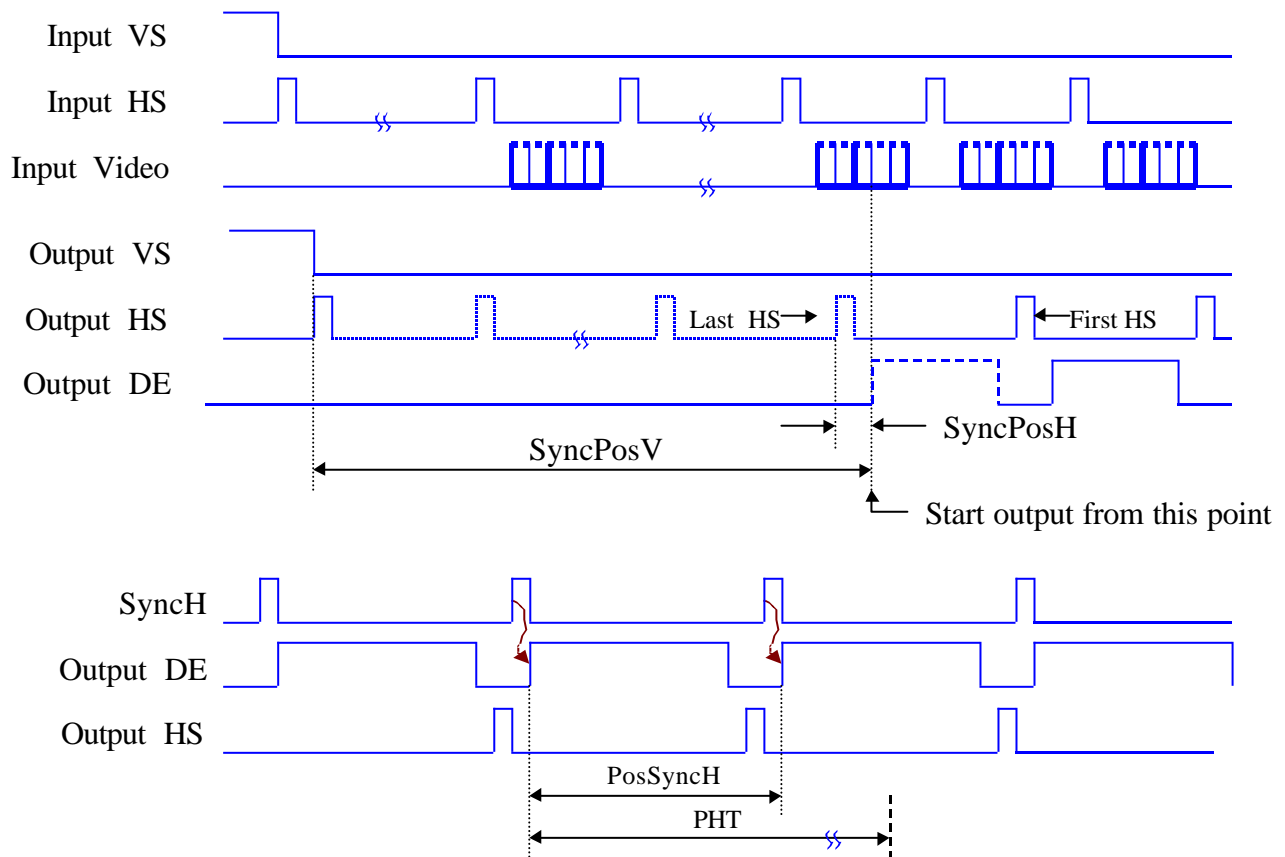 Input VS
Input HS
Input Video
Output VS
Output HS
Last HS
First HS
Output DE
SyncPosH
SyncPosV
Start output from this point
SyncH
Output DE
Output HS
PosSyncH
PHT